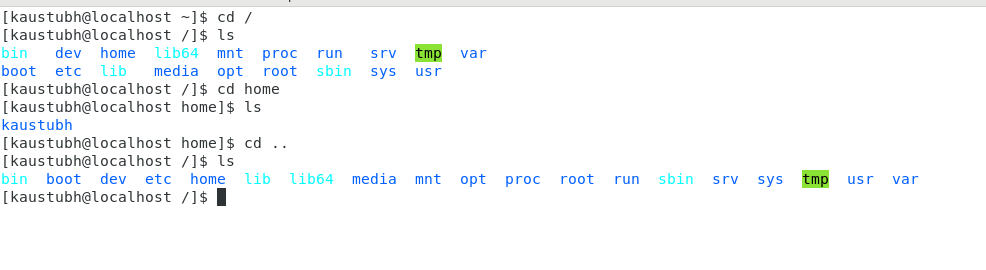 [kaustubh@localhost ~]$ cd /
[kaustubh@localhost /]$ ls
bin   dev  home  lib64  mnt  proc  run   srv  tmp  var
boot  etc  lib   media  opt  root  sbin  sys  usr
[kaustubh@localhost /]$ cd home
[kaustubh@localhost home]$ ls
kaustubh
[kaustubh@localhost home]$ cd ..
[kaustubh@localhost /]$ ls
bin  boot  dev  etc  home  lib  lib64  media  mnt  opt  proc  root  run  sbin  srv  sys  tmp  usr  var
[kaustubh@localhost /]$